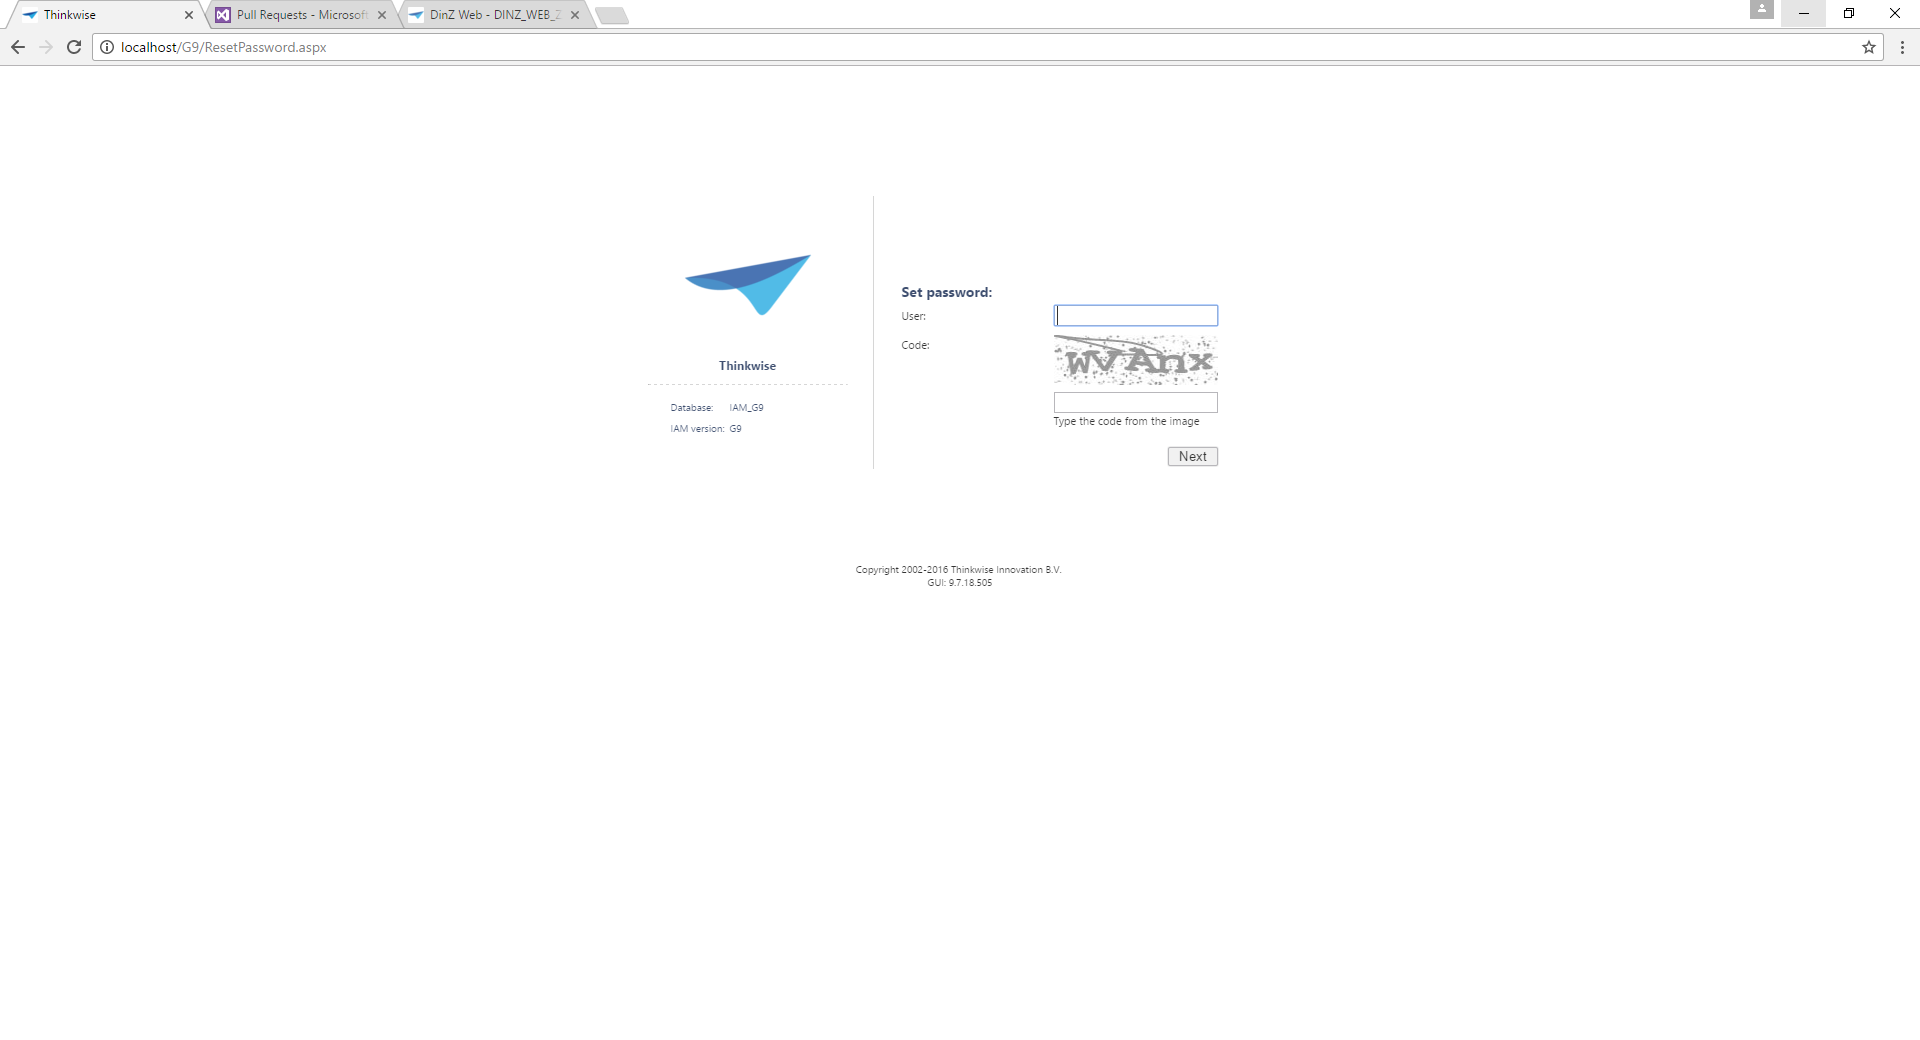 Thinkwise
Pull Requests - Microsoft
DinZ Web - DINZ_WEB_Z
localhost/G9/ResetPassword.aspx
Thinkwise
Database: IAM_G9
IAM version: G9
Set password:
User:
Code:
WVAnx
Type the code from the image
Next
Copyright 2002-2016 Thinkwise Innovation B.V.
GUI: 9.7.18.505